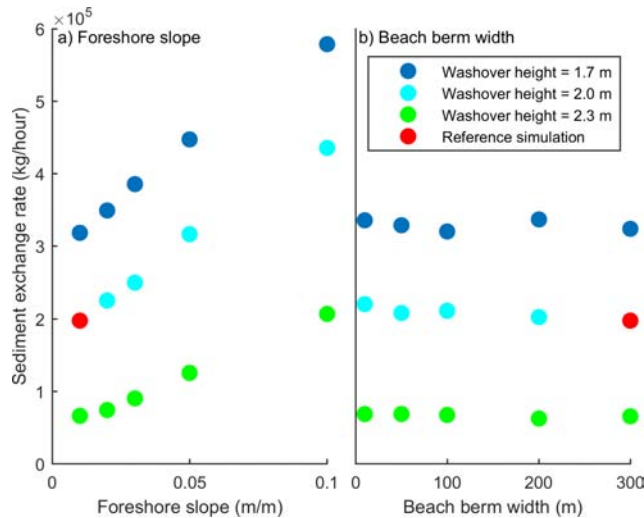 ×10⁵
a) Foreshore slope
b) Beach berm width
Washover height = 1.7 m
Washover height = 2.0 m
Washover height = 2.3 m
Reference simulation
Sediment exchange rate (kg/hour)
6
5
4
3
2
1
0
0 0.05 0.1
0 100 200 300
Foreshore slope (m/m)
Beach berm width (m)